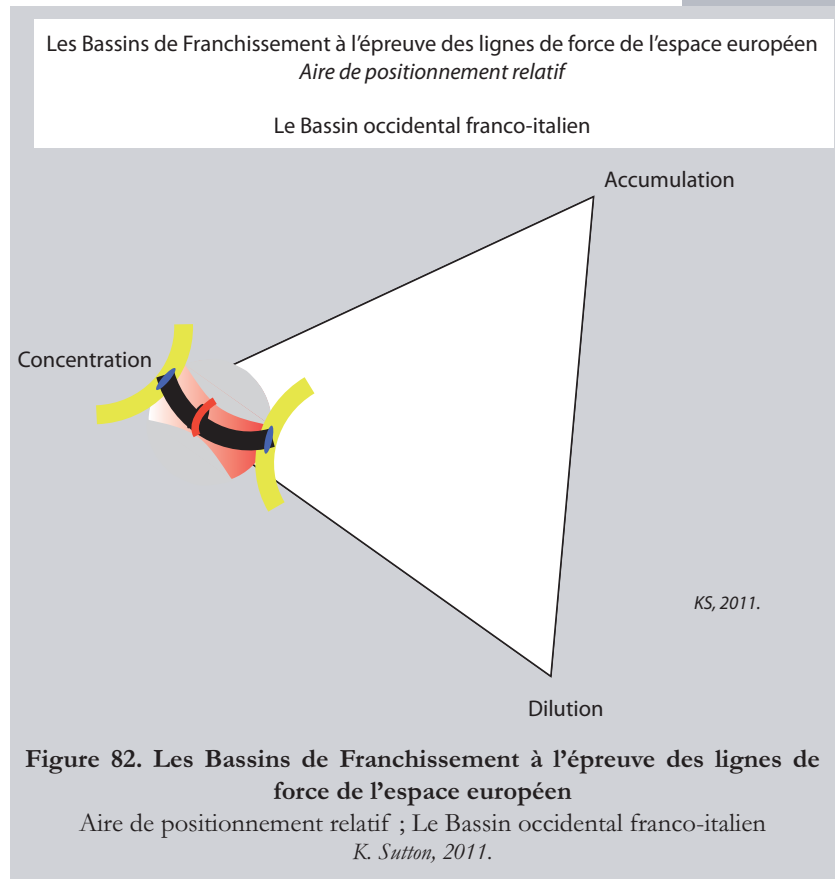 Les Bassins de Franchissement à l’épreuve des lignes de force de l’espace européen
Aire de positionnement relatif
Le Bassin occidental franco-italien
Accumulation
Concentration
KS, 2011.
Dilution
Figure 82. Les Bassins de Franchissement à l’épreuve des lignes de
force de l’espace européen
Aire de positionnement relatif ; Le Bassin occidental franco-italien
K. Sutton, 2011.